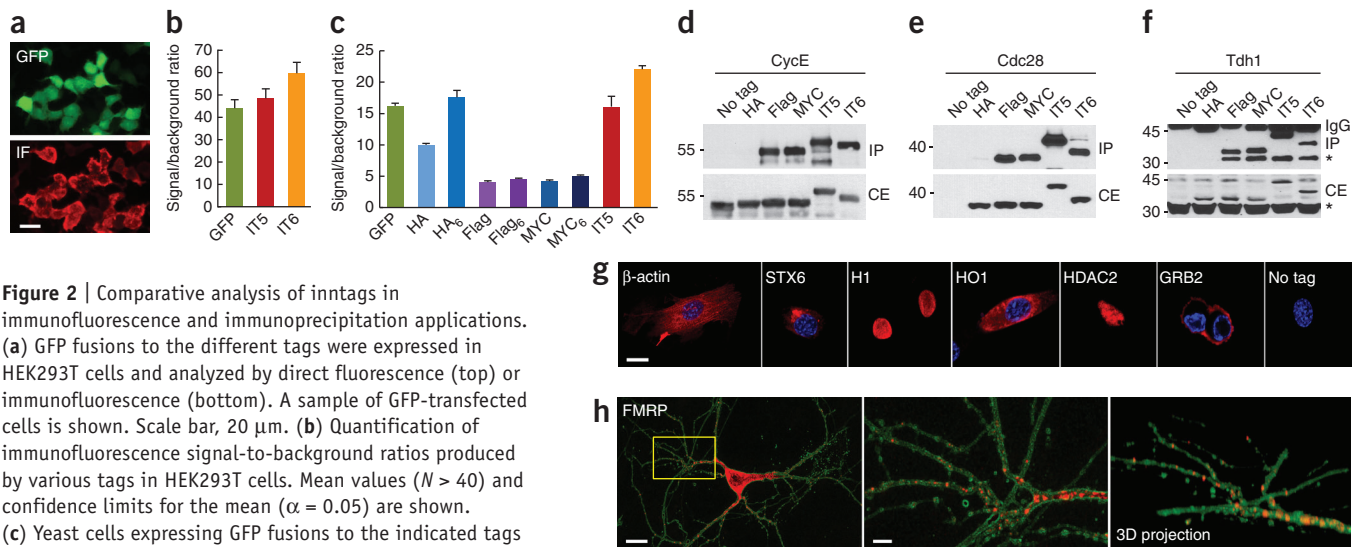 a
GFP
IF
b
Signal/background ratio
70
60
50
40
30
20
10
0
GFP
IT5
IT6
c
Signal/background ratio
25
20
15
10
5
0
GFP
HA
HA6
Flag
Flag6
MYC
MYC6
IT5
IT6
d
CycE
No tag
HA
Flag
MYC
IT5
IT6
55
IP
55
CE
e
Cdc28
No tag
HA
Flag
MYC
IT5
IT6
40
IP
40
CE
f
Tdh1
No tag
HA
Flag
MYC
IT5
IT6
45
IgG
IP
30
*
45
CE
30
*
g
β-actin
STX6
H1
HO1
HDAC2
GRB2
No tag
h
FMRP
3D projection
Figure 2 | Comparative analysis of inntags in
immunofluorescence and immunoprecipitation applications.
(a) GFP fusions to the different tags were expressed in
HEK293T cells and analyzed by direct fluorescence (top) or
immunofluorescence (bottom). A sample of GFP-transfected
cells is shown. Scale bar, 20 μm. (b) Quantification of
immunofluorescence signal-to-background ratios produced
by various tags in HEK293T cells. Mean values (N > 40) and
confidence limits for the mean (α = 0.05) are shown.
(c) Yeast cells expressing GFP fusions to the indicated tags